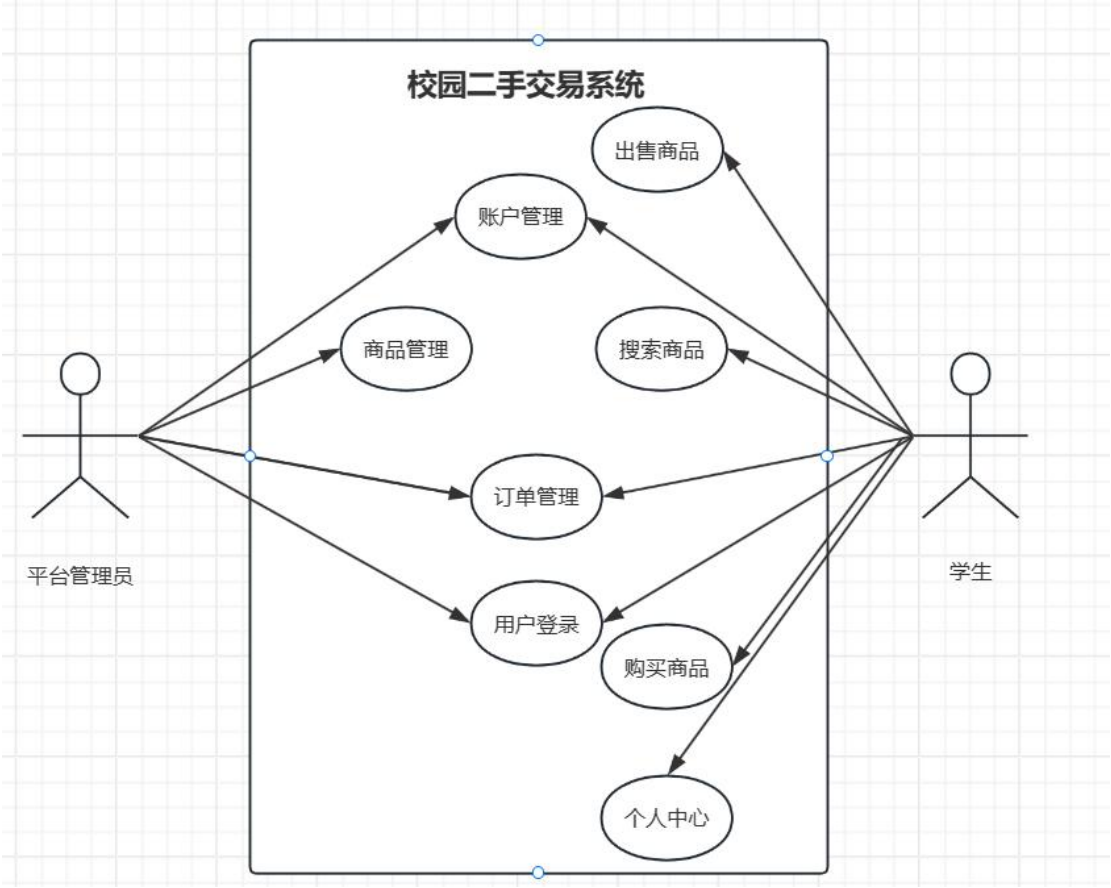 校园二手交易系统
出售商品
账户管理
商品管理
搜索商品
订单管理
平台管理员
学生
用户登录
购买商品
个人中心